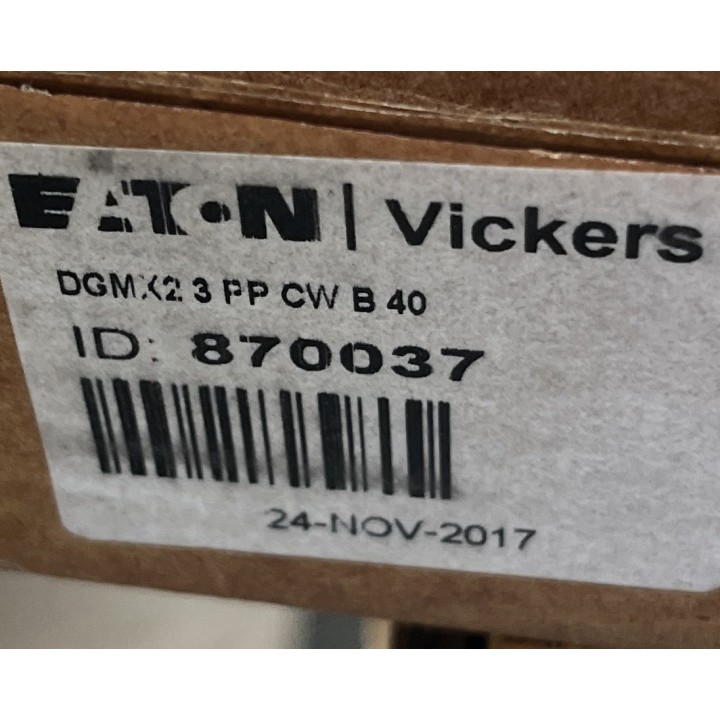 EATON | Vickers
DGMX2 3 PP CW B 40
ID: 870037
24-NOV-2017